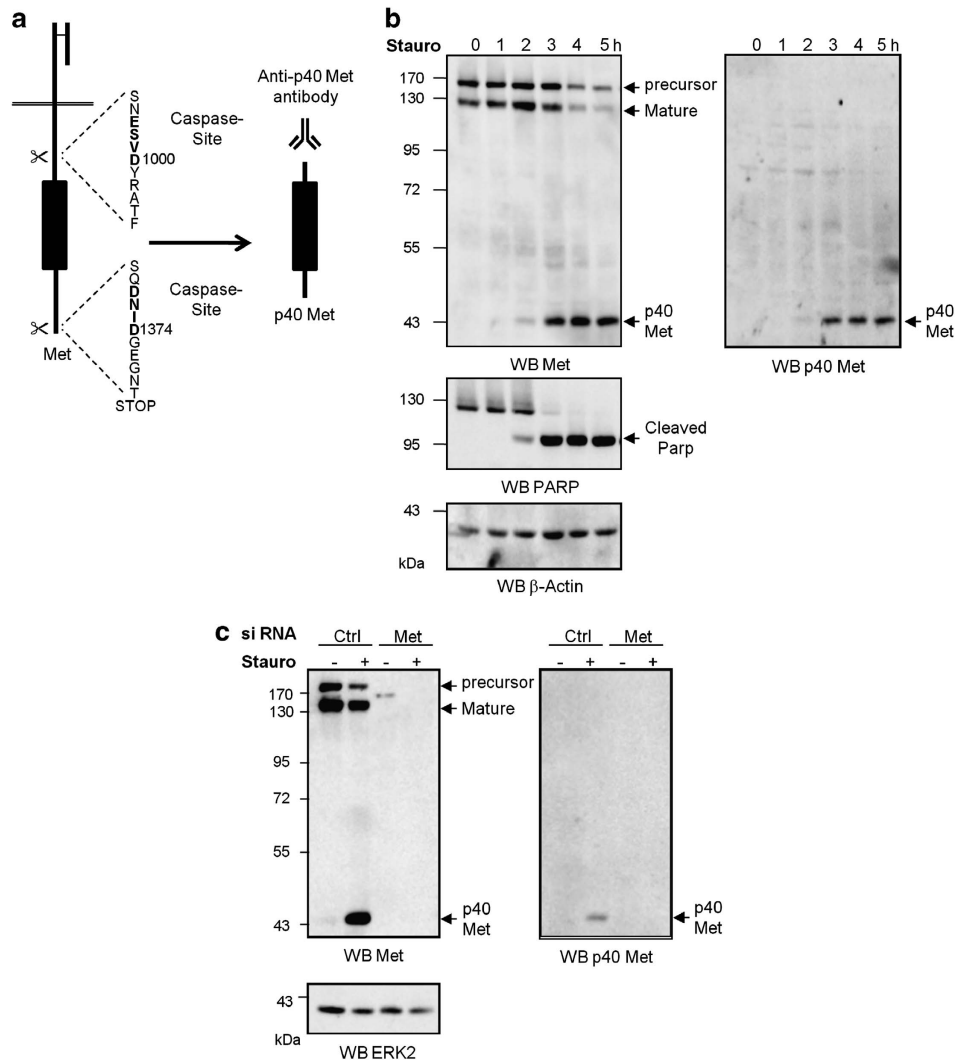 a
S
N
E
S
V
D1000
Y
R
A
T
F
Caspase-
Site
Anti-p40 Met
antibody
S
Q
D
N
I
D1374
G
E
G
N
T
STOP
Caspase-
Site
Met
p40 Met
b
Stauro 0 1 2 3 4 5 h
170
130
95
72
55
43
precursor
Mature
p40
Met
WB Met
0 1 2 3 4 5 h
p40
Met
WB p40 Met
130
95
Cleaved
Parp
WB PARP
43
kDa
WB β-Actin
c si RNA Ctrl Met
Stauro - + - +
170
130
95
72
55
43
precursor
Mature
p40
Met
WB Met
Ctrl Met
- + - +
p40
Met
WB p40 Met
43
kDa
WB ERK2